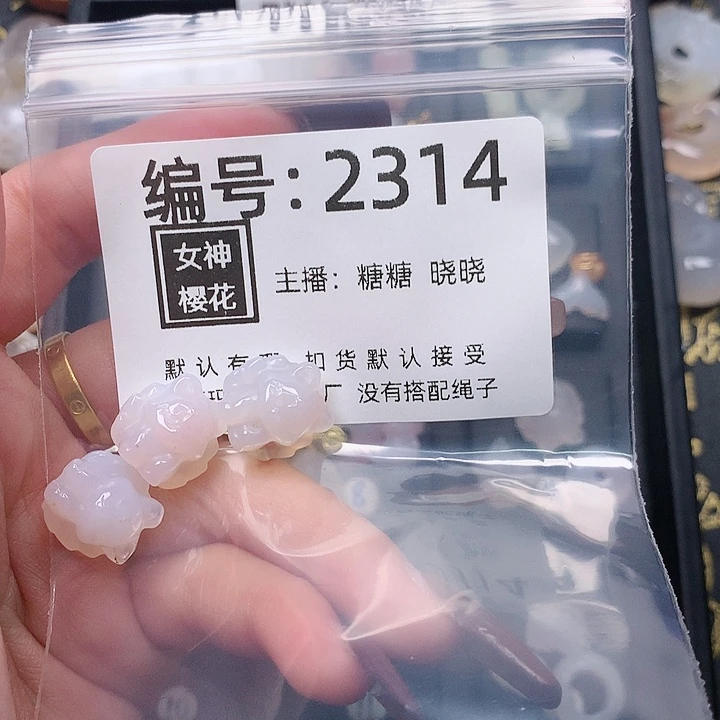 编号:2314
女神
樱花
主播: 糖糖 晓晓
默认有 扣货默认接受
厂 没有搭配绳子